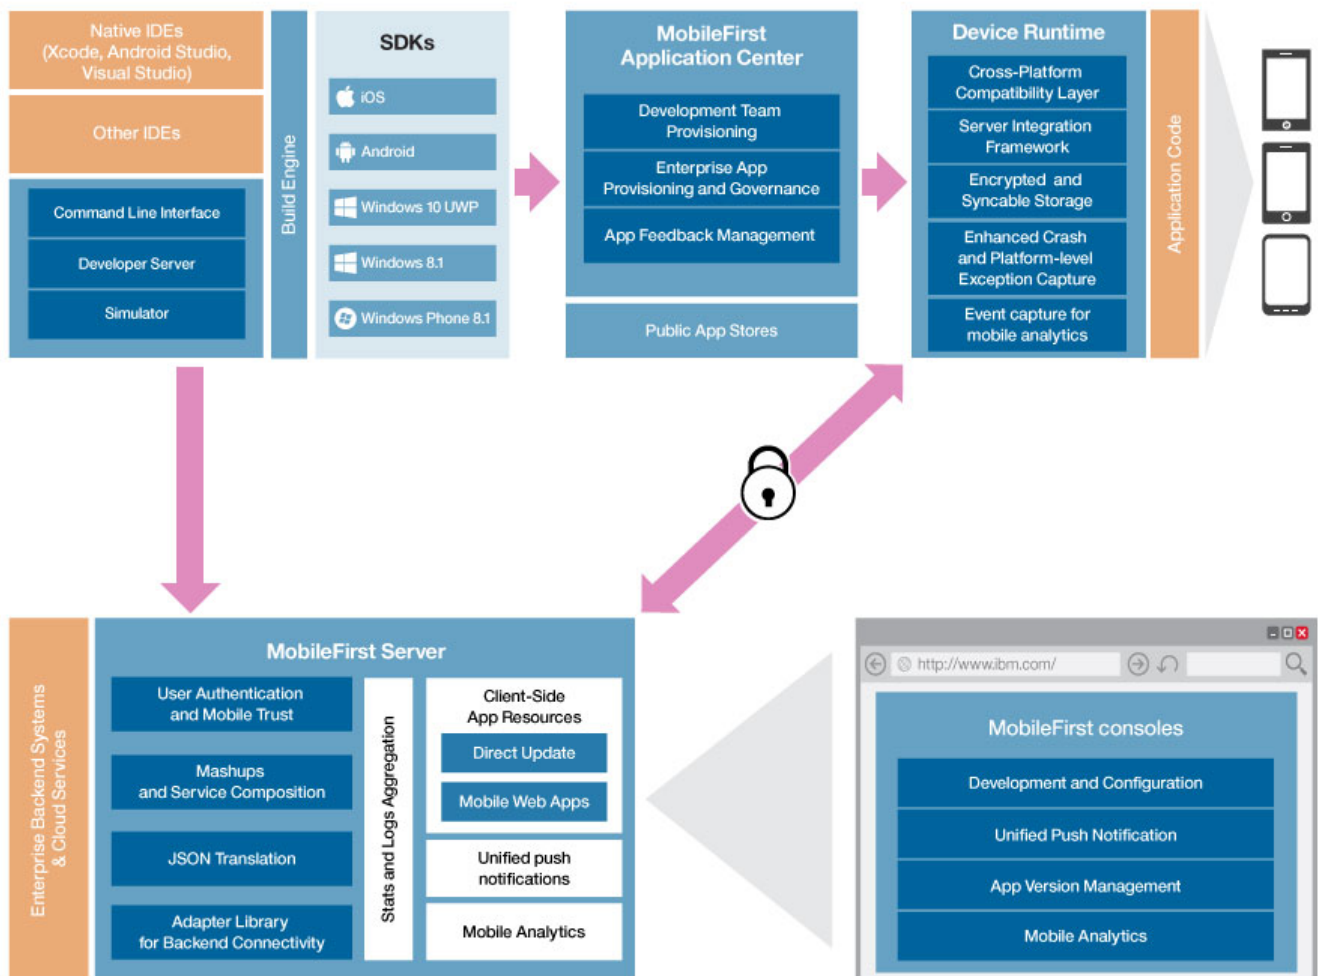 Native IDEs
(Xcode, Android Studio,
Visual Studio)
Other IDEs
Command Line Interface
Developer Server
Simulator
Build Engine
SDKs
iOS
Android
Windows 10 UWP
Windows 8.1
Windows Phone 8.1
MobileFirst
Application Center
Development Team
Provisioning
Enterprise App
Provisioning and Governance
App Feedback Management
Public App Stores
Device Runtime
Cross-Platform
Compatibility Layer
Server Integration
Framework
Encrypted and
Syncable Storage
Enhanced Crash
and Platform-level
Exception Capture
Event capture for
mobile analytics
Application Code
Enterprise Backend Systems
& Cloud Services
MobileFirst Server
User Authentication
and Mobile Trust
Mashups
and Service Composition
JSON Translation
Adapter Library
for Backend Connectivity
Stats and Logs Aggregation
Client-Side
App Resources
Direct Update
Mobile Web Apps
Unified push
notifications
Mobile Analytics
http://www.ibm.com/
MobileFirst consoles
Development and Configuration
Unified Push Notification
App Version Management
Mobile Analytics